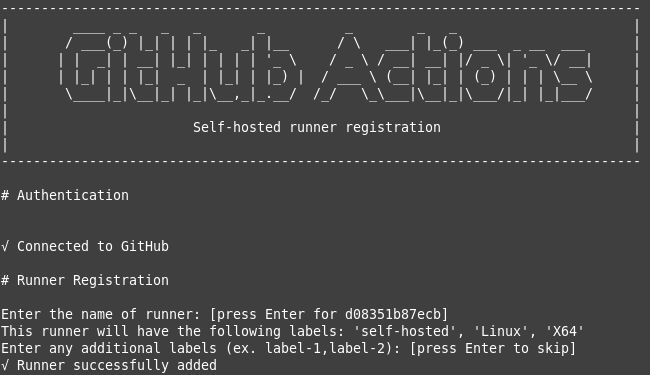 GitHub Actions
Self-hosted runner registration
# Authentication
√ Connected to GitHub
# Runner Registration
Enter the name of runner: [press Enter for d08351b87ecb]
This runner will have the following labels: 'self-hosted', 'Linux', 'X64'
Enter any additional labels (ex. label-1,label-2): [press Enter to skip]
√ Runner successfully added